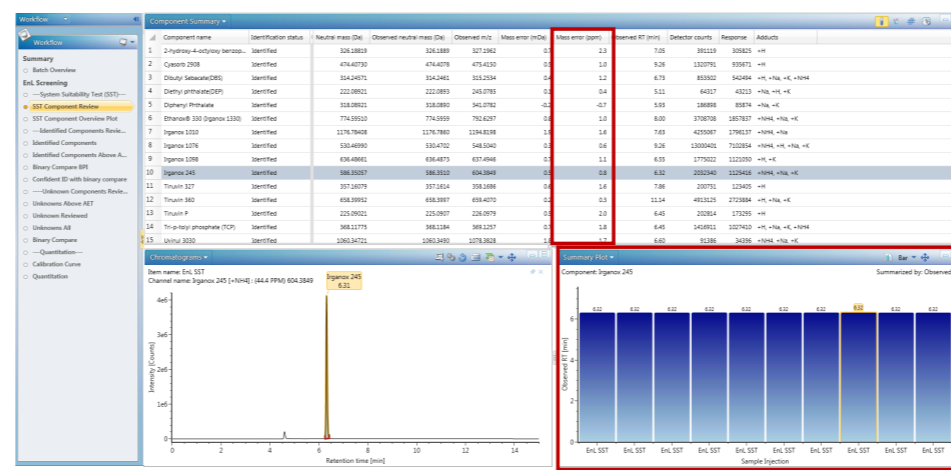 Workflow
Workflow
Summary
Batch Overview
EnL Screening
----System Suitability Test (SST)----
SST Component Review
SST Component Overview Plot
----Identified Components Revie...
Identified Components
Identified Components Above A...
Binary Compare BPI
Confident ID with binary compare
----Unknown Components Revie...
Unknowns Above AET
Unknown Reviewed
Unknowns All
Binary Compare
----Quantitation----
Calibration Curve
Quantitation
Component Summary
Component name Identification status Neutral mass (Da) Observed neutral mass (Da) Observed m/z Mass error (mDa) Mass error (ppm) Observed RT (min) Detector counts Response Adducts
1 2-hydroxy-4-octyloxy benzop... Identified 326.18819 326.1889 327.1962 2.3 7.05 391119 305825 +H
2 Cyasorb 2908 Identified 474.40730 474.4078 475.4150 1.0 9.26 1320791 935671 +H
3 Dibutyl Sebacate(DBS) Identified 314.24571 314.2461 315.2534 1.2 6.73 853502 542494 +H, +Na, +K, +NH4
4 Diethyl phthalate(DEP) Identified 222.08921 222.0893 245.0785 0.4 5.11 64317 43213 +Na, +H, +K
5 Diphenyl Phthalate Identified 318.08921 318.0890 341.0782 -0.7 5.93 186898 85874 +Na, +K
6 Ethanox® 330 (Irganox 1330) Identified 774.59510 774.5959 792.6297 1.0 8.00 3708708 1857837 +NH4, +Na, +K
7 Irganox 1010 Identified 1176.78408 1176.7860 1194.8198 1.6 7.63 4255087 1796137 +NH4, +Na
8 Irganox 1076 Identified 530.46990 530.4702 548.5040 0.6 9.26 13000401 7102854 +NH4, +H, +Na, +K
9 Irganox 1098 Identified 636.48661 636.4873 637.4946 1.1 6.35 1775022 1121050 +H, +K
10 Irganox 245 Identified 586.35057 586.3510 604.3849 0.8 6.32 2032340 1125416 +NH4, +Na, +K
11 Tinuvin 327 Identified 357.16079 357.1614 358.1686 1.6 7.86 200751 123405 +H
12 Tinuvin 360 Identified 658.39952 658.3997 659.4070 0.3 11.14 4913125 2723884 +H, +Na, +K
13 Tinuvin P Identified 225.09021 225.0907 226.0979 2.0 6.45 202814 173295 +H
14 Tri-p-tolyl phosphate (TCP) Identified 368.11775 368.1184 369.1257 1.8 6.45 1416911 1027410 +H, +Na, +K, +NH4
15 Uvinul 3030 Identified 1060.34721 1060.3490 1078.3828 1.7 6.60 91386 34396 +NH4, +Na, +K
Chromatograms
Item name: EnL SST
Channel name: Irganox 245 [+NH4] : (44.4 PPM) 604.3849
Irganox 245
6.31
Intensity [Counts]
4e6
3e6
2e6
1e6
0
0 2 4 6 8 10 12 14
Retention time [min]
Summary Plot
Bar
Component: Irganox 245
Summarized by: Observed
6.32 6.32 6.32 6.32 6.32 6.32 6.32 6.32 6.32
Observed RT [min]
6
4
2
0
EnL SST EnL SST EnL SST EnL SST EnL SST EnL SST EnL SST EnL SST EnL SST
Sample Injection